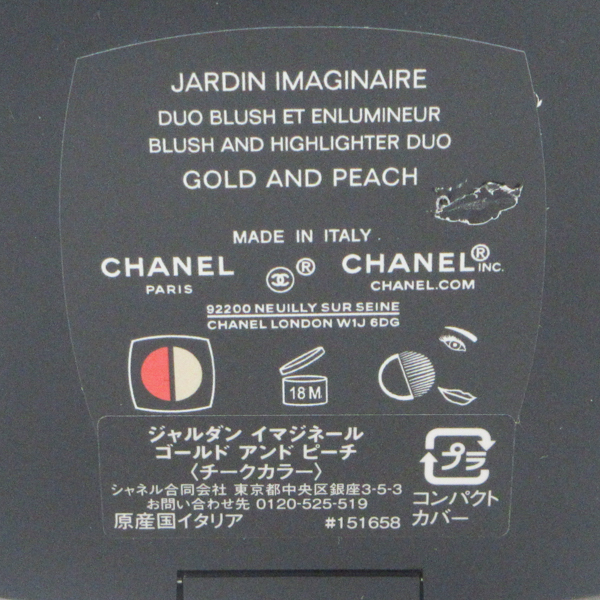 JARDIN IMAGINAIRE
DUO BLUSH ET ENLUMINEUR
BLUSH AND HIGHLIGHTER DUO
GOLD AND PEACH
MADE IN ITALY
CHANEL
PARIS
®
CHANEL® INC.
CHANEL.COM
92200 NEUILLY SUR SEINE
CHANEL LONDON W1J 6DG
18 M
ジャルダン イマジネール
ゴールド アンド ピーチ
〈チークカラー〉
シャネル合同会社 東京都中央区銀座3-5-3
お問い合わせ先 0120-525-519
原産国イタリア #151658
プラ
コンパクト
カバー